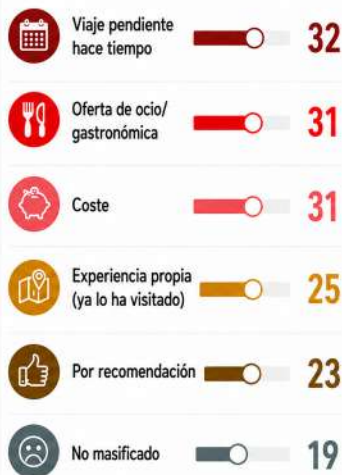 Viaje pendiente
hace tiempo
32
Oferta de ocio/
gastronómica
31
Coste
31
Experiencia propia
(ya lo ha visitado)
25
Por recomendación
23
No masificado
19